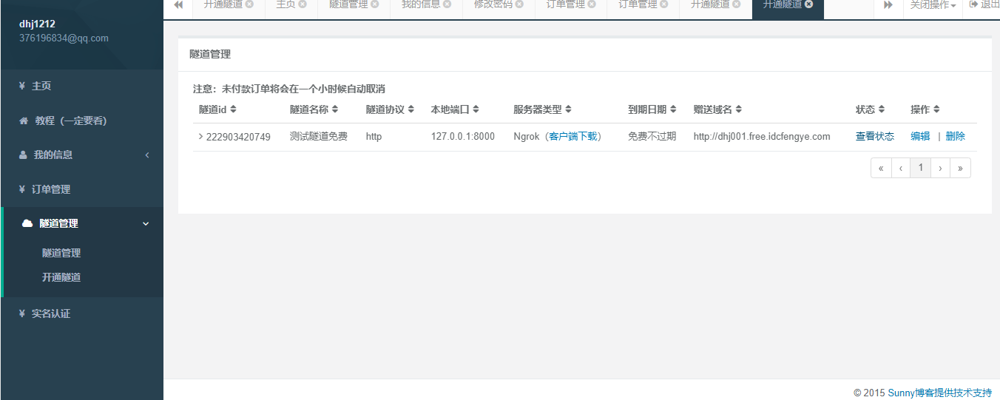 开通隧道 主页 隧道管理 我的信息 修改密码 订单管理 订单管理 开通隧道 开通隧道 关闭操作 退出
dhj1212
376196834@qq.com
¥ 主页
教程（一定要看）
我的信息
¥ 订单管理
隧道管理
隧道管理
开通隧道
¥ 实名认证
隧道管理
注意：未付款订单将会在一个小时候自动取消
隧道id 隧道名称 隧道协议 本地端口 服务器类型 到期日期 赠送域名 状态 操作
222903420749 测试隧道免费 http 127.0.0.1:8000 Ngrok（客户端下载） 免费不过期 http://dhj001.free.idcfengye.com 查看状态 编辑 | 删除
« ‹ 1 › »
© 2015 Sunny博客提供技术支持